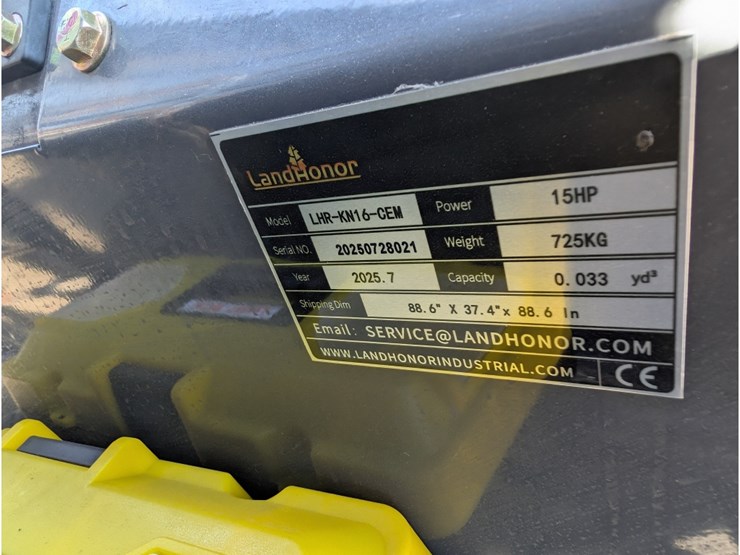 LandHonor
Model LHR-KN16-CEM Power 15HP
Serial NO. 20250728021 Weight 725KG
Year 2025.7 Capacity 0.033 yd³
Shipping Dim 88.6" X 37.4"x 88.6 In
Email: SERVICE@LANDHONOR.COM
WWW.LANDHONORINDUSTRIAL.COM CE